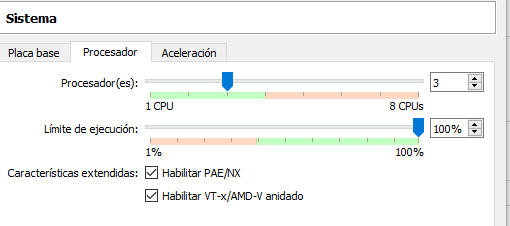 Sistema
Placa base Procesador Aceleración
Procesador(es): 3
1 CPU 8 CPUs
Límite de ejecución: 100%
1% 100%
Características extendidas: Habilitar PAE/NX
Habilitar VT-x/AMD-V anidado